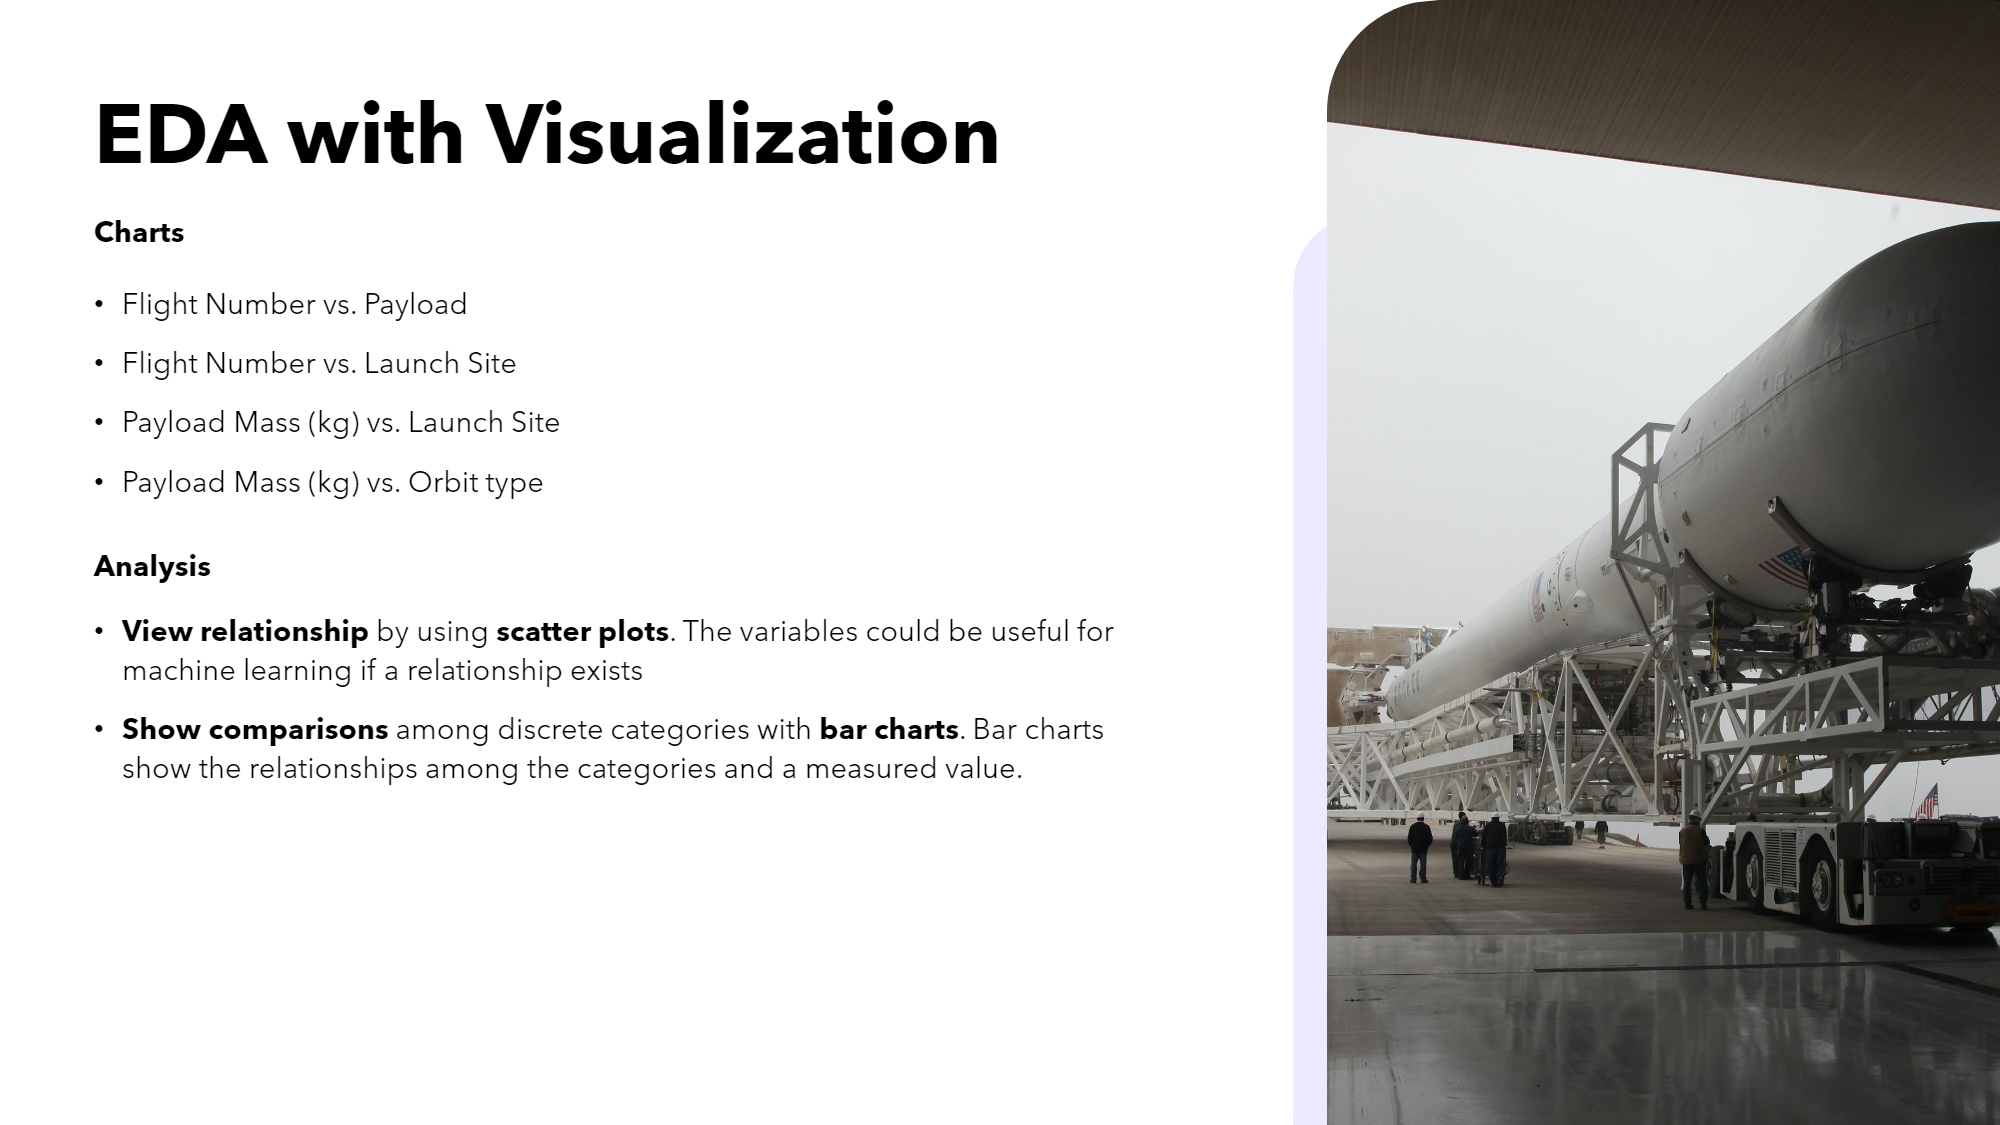 EDA with Visualization
Charts
• Flight Number vs. Payload
• Flight Number vs. Launch Site
• Payload Mass (kg) vs. Launch Site
• Payload Mass (kg) vs. Orbit type
Analysis
• View relationship by using scatter plots. The variables could be useful for
machine learning if a relationship exists
• Show comparisons among discrete categories with bar charts. Bar charts
show the relationships among the categories and a measured value.